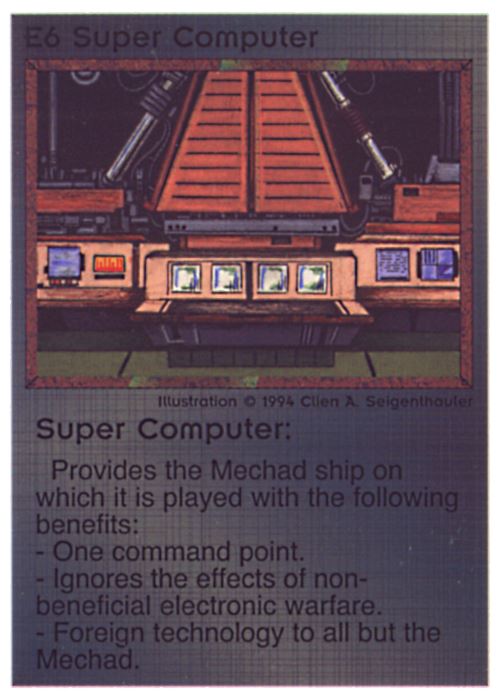 E6 Super Computer
Illustration © 1994 Clien A. Seigenthaler
Super Computer:
Provides the Mechad ship on
which it is played with the following
benefits:
- One command point.
- Ignores the effects of non-
beneficial electronic warfare.
- Foreign technology to all but the
Mechad.